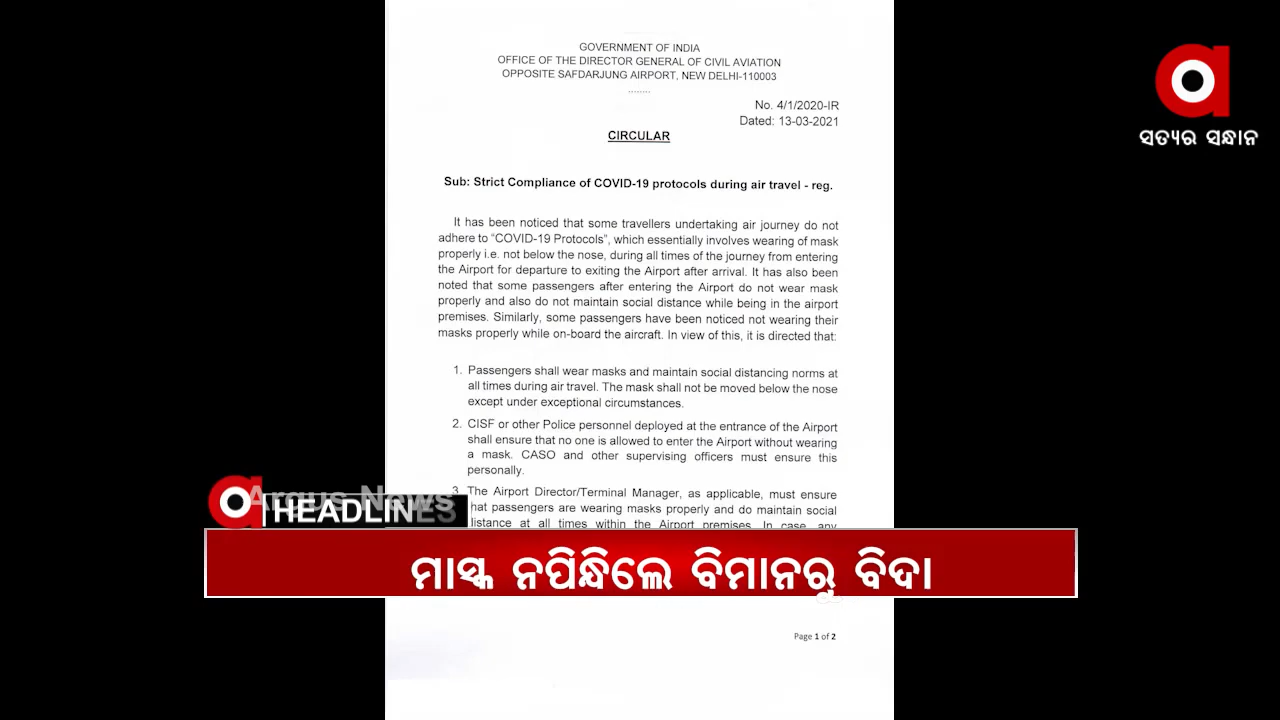 GOVERNMENT OF INDIA
OFFICE OF THE DIRECTOR GENERAL OF CIVIL AVIATION
OPPOSITE SAFDARJUNG AIRPORT, NEW DELHI-110003
........
No. 4/1/2020-IR
Dated: 13-03-2021
CIRCULAR
Sub: Strict Compliance of COVID-19 protocols during air travel - reg.
It has been noticed that some travellers undertaking air journey do not
adhere to “COVID-19 Protocols”, which essentially involves wearing of mask
properly i.e. not below the nose, during all times of the journey from entering
the Airport for departure to exiting the Airport after arrival. It has also been
noted that some passengers after entering the Airport do not wear mask
properly and also do not maintain social distance while being in the airport
premises. Similarly, some passengers have been noticed not wearing their
masks properly while on-board the aircraft. In view of this, it is directed that:
1. Passengers shall wear masks and maintain social distancing norms at
all times during air travel. The mask shall not be moved below the nose
except under exceptional circumstances.
2. CISF or other Police personnel deployed at the entrance of the Airport
shall ensure that no one is allowed to enter the Airport without wearing
a mask. CASO and other supervising officers must ensure this
personally.
3. The Airport Director/Terminal Manager, as applicable, must ensure
that passengers are wearing masks properly and do maintain social
distance at all times within the Airport premises. In case, any
Page 1 of 2
ସତ୍ୟର ସନ୍ଧାନ
Argus News
HEADLINES
ମାସ୍କ ନପିନ୍ଧିଲେ ବିମାନରୁ ବିଦା